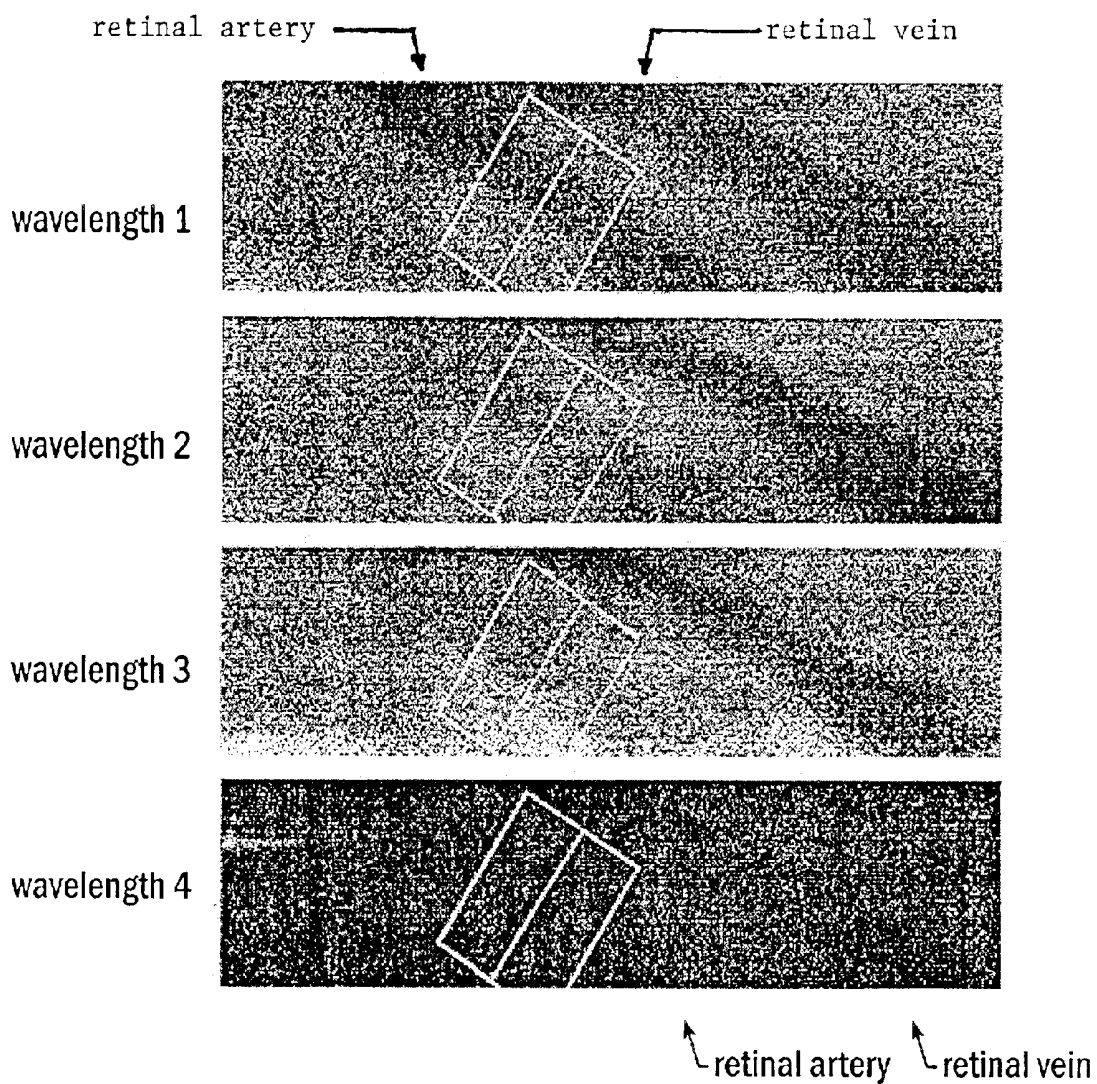 retinal artery retinal vein
wavelength 1
wavelength 2
wavelength 3
wavelength 4
retinal artery retinal vein